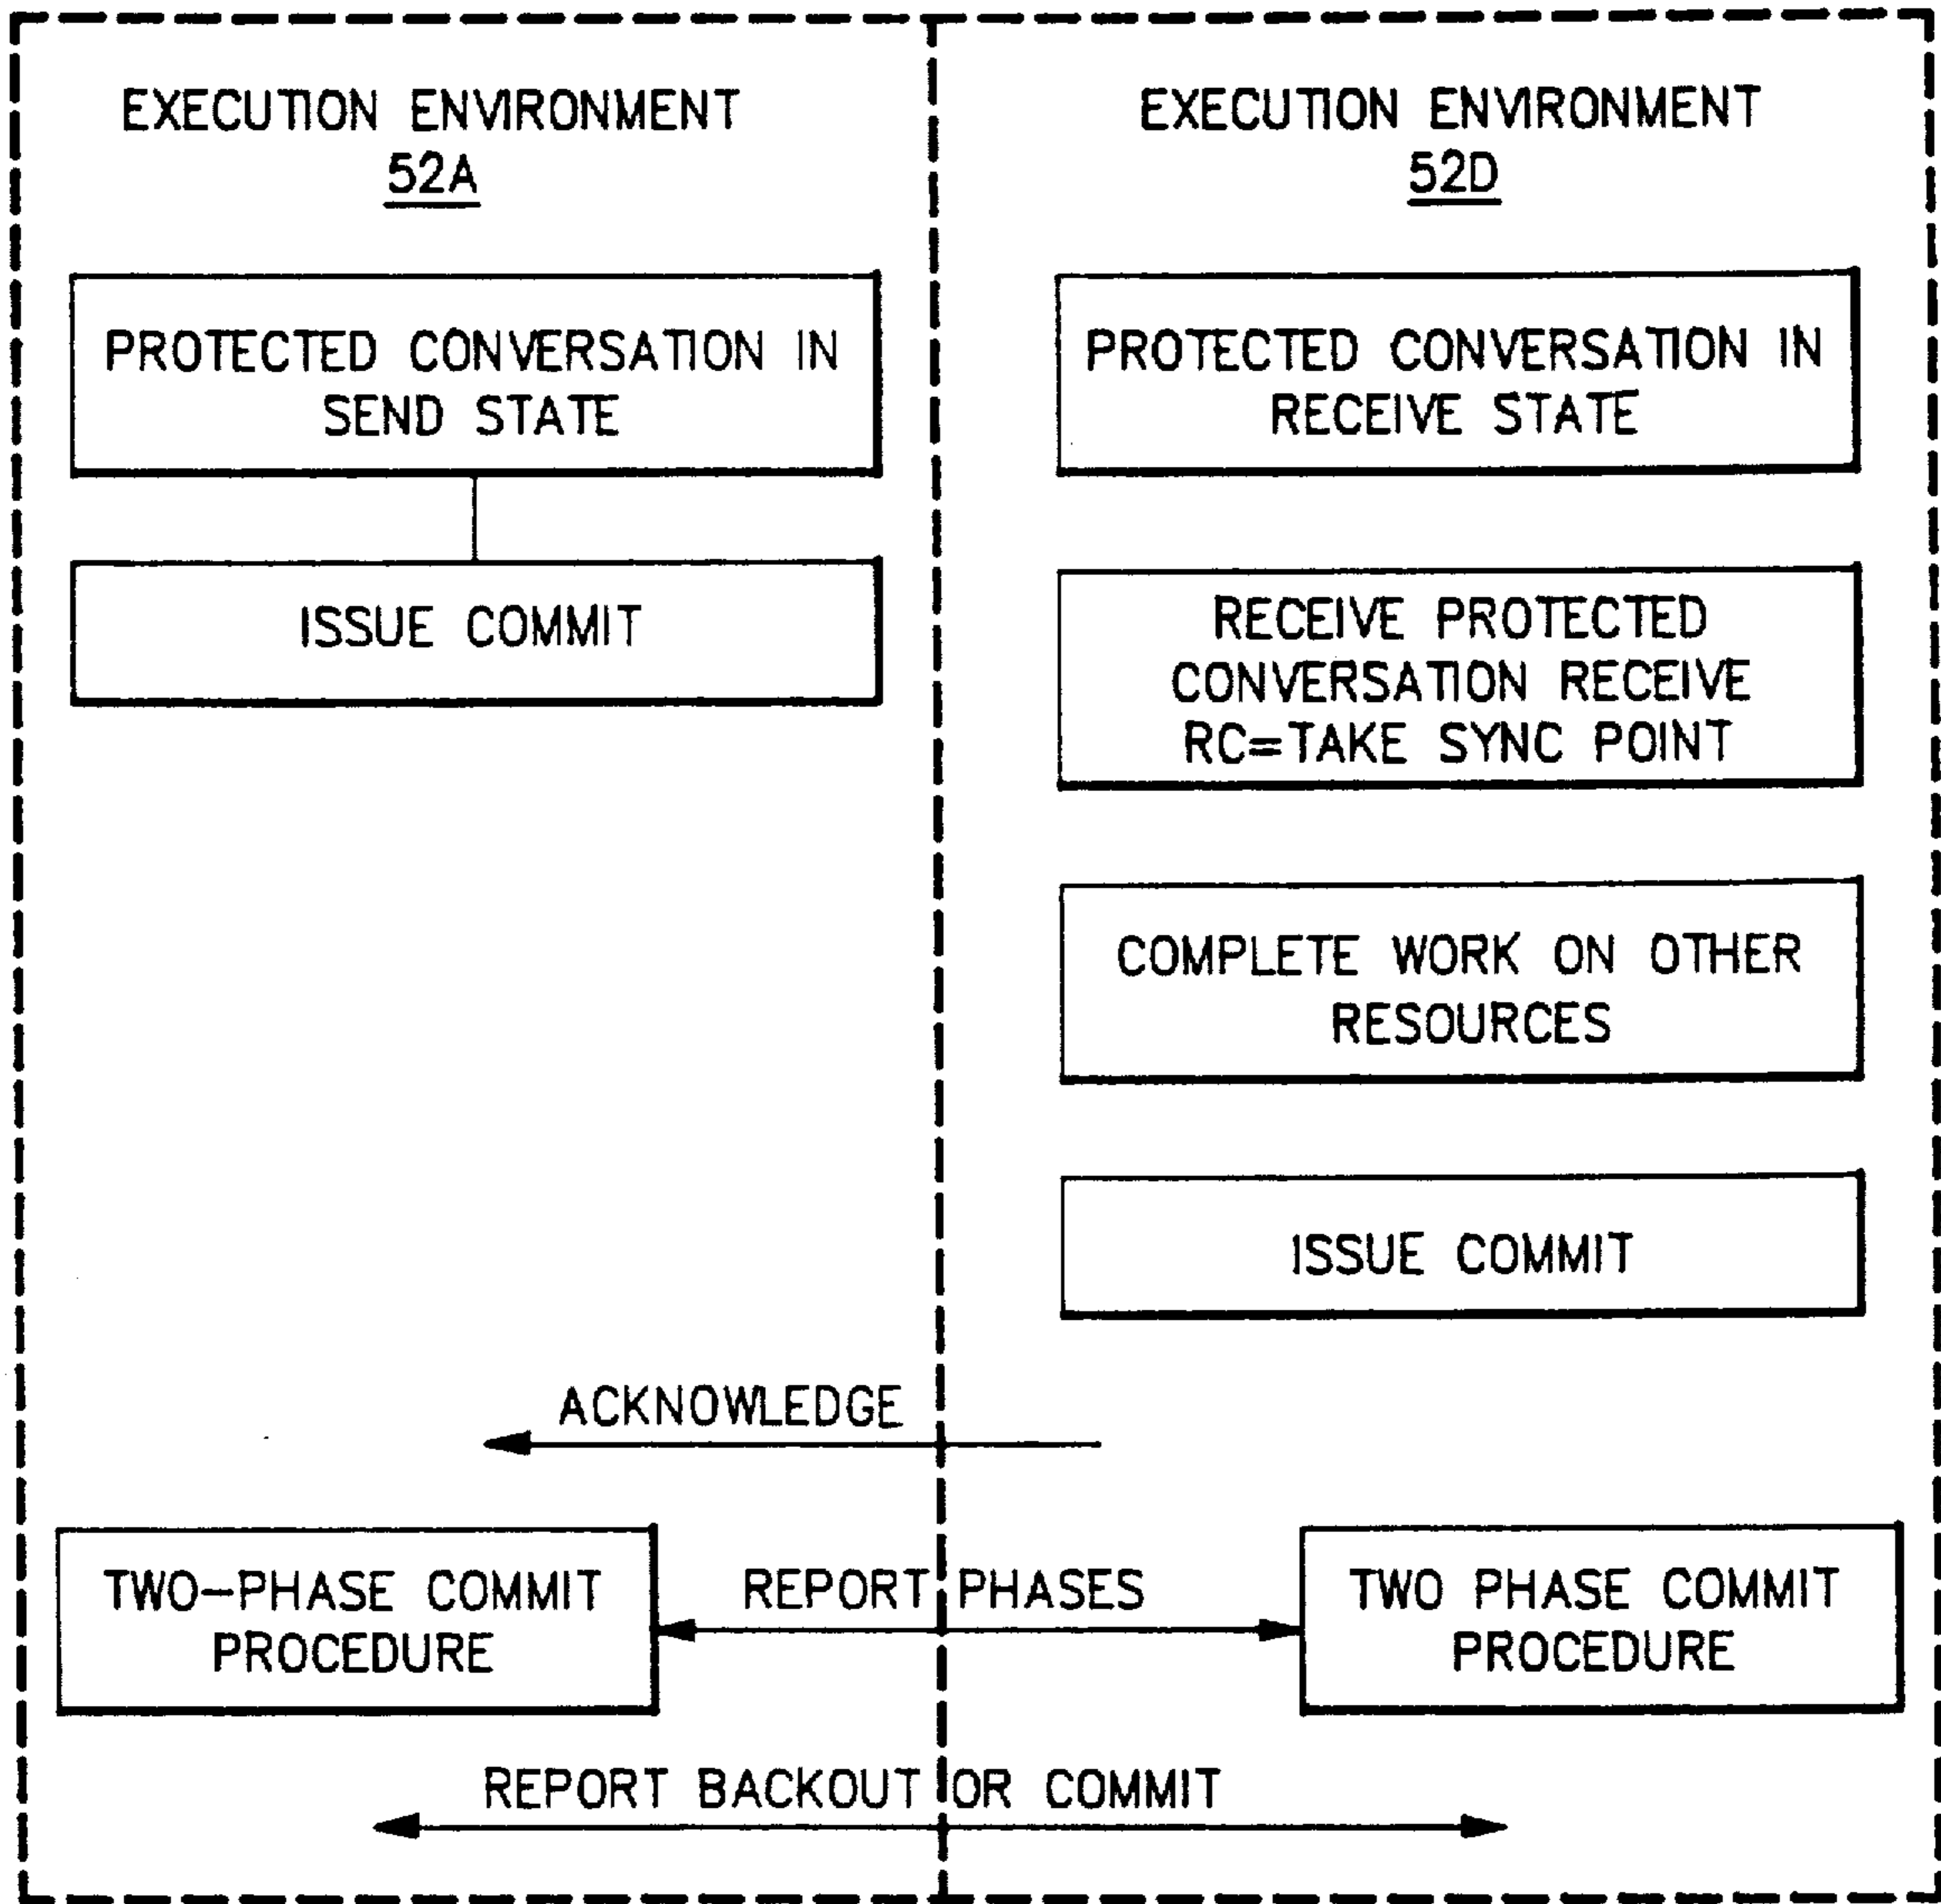 EXECUTION ENVIRONMENT
52A
PROTECTED CONVERSATION IN
SEND STATE
ISSUE COMMIT
EXECUTION ENVIRONMENT
52D
PROTECTED CONVERSATION IN
RECEIVE STATE
RECEIVE PROTECTED
CONVERSATION RECEIVE
RC=TAKE SYNC POINT
COMPLETE WORK ON OTHER
RESOURCES
ISSUE COMMIT
ACKNOWLEDGE
TWO-PHASE COMMIT
PROCEDURE
REPORT PHASES
TWO PHASE COMMIT
PROCEDURE
REPORT BACKOUT OR COMMIT